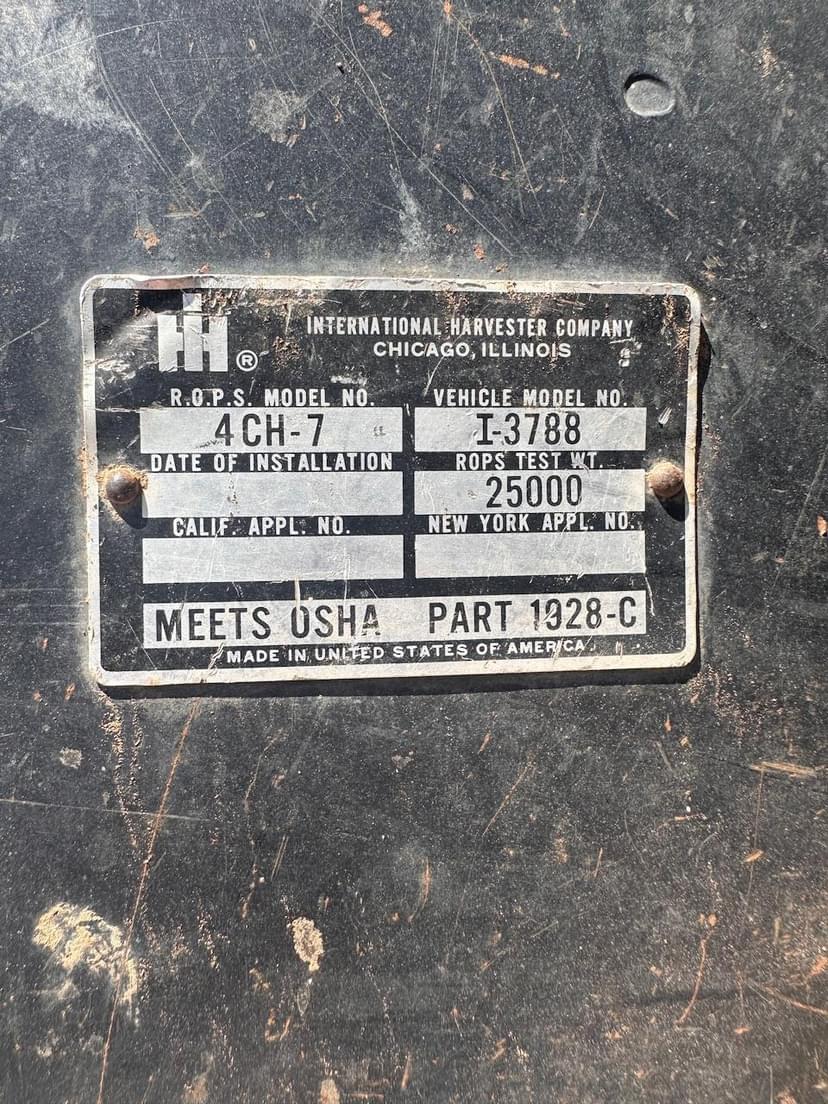 IH ®
INTERNATIONAL HARVESTER COMPANY
CHICAGO, ILLINOIS
R.O.P.S. MODEL NO. VEHICLE MODEL NO.
4CH-7 I-3788
DATE OF INSTALLATION ROPS TEST WT.
25000
CALIF. APPL. NO. NEW YORK APPL. NO.
MEETS OSHA PART 1928-C
MADE IN UNITED STATES OF AMERICA